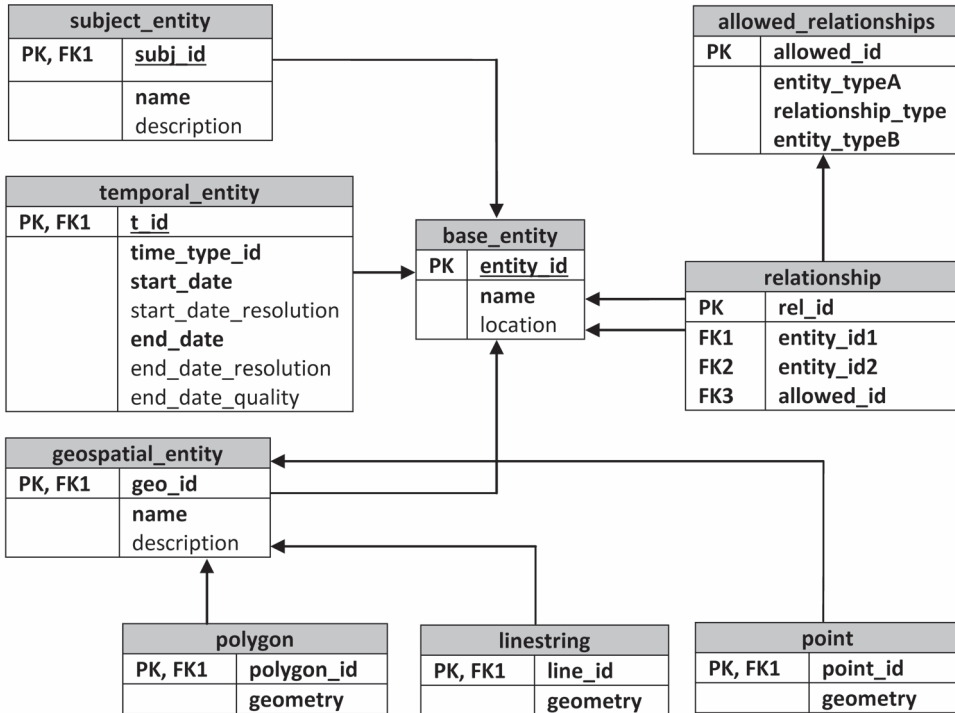 subject_entity
PK, FK1 subj_id
name
description
allowed_relationships
PK allowed_id
entity_typeA
relationship_type
entity_typeB
temporal_entity
PK, FK1 t_id
time_type_id
start_date
start_date_resolution
end_date
end_date_resolution
end_date_quality
base_entity
PK entity_id
name
location
relationship
PK rel_id
FK1 entity_id1
FK2 entity_id2
FK3 allowed_id
geospatial_entity
PK, FK1 geo_id
name
description
polygon
PK, FK1 polygon_id
geometry
linestring
PK, FK1 line_id
geometry
point
PK, FK1 point_id
geometry